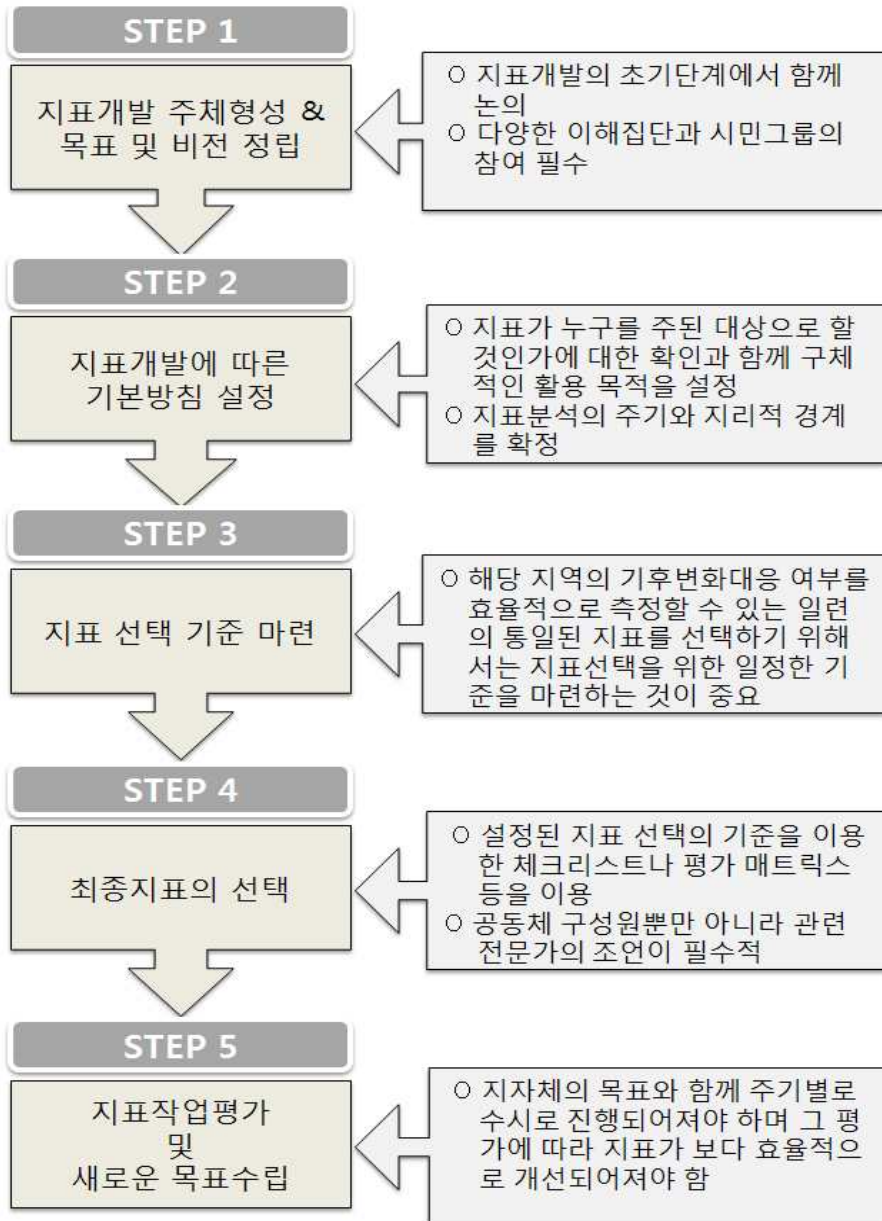 STEP 1
지표개발 주체형성 &
목표 및 비전 정립
○ 지표개발의 초기단계에서 함께
논의
○ 다양한 이해집단과 시민그룹의
참여 필수
STEP 2
지표개발에 따른
기본방침 설정
○ 지표가 누구를 주된 대상으로 할
것인가에 대한 확인과 함께 구체
적인 활용 목적을 설정
○ 지표분석의 주기와 지리적 경계
를 확정
STEP 3
지표 선택 기준 마련
○ 해당 지역의 기후변화대응 여부를
효율적으로 측정할 수 있는 일련
의 통일된 지표를 선택하기 위해
서는 지표선택을 위한 일정한 기
준을 마련하는 것이 중요
STEP 4
최종지표의 선택
○ 설정된 지표 선택의 기준을 이용
한 체크리스트나 평가 매트릭스
등을 이용
○ 공동체 구성원뿐만 아니라 관련
전문가의 조언이 필수적
STEP 5
지표작업평가
및
새로운 목표수립
○ 지자체의 목표와 함께 주기별로
수시로 진행되어져야 하며 그 평
가에 따라 지표가 보다 효율적으
로 개선되어져야 함